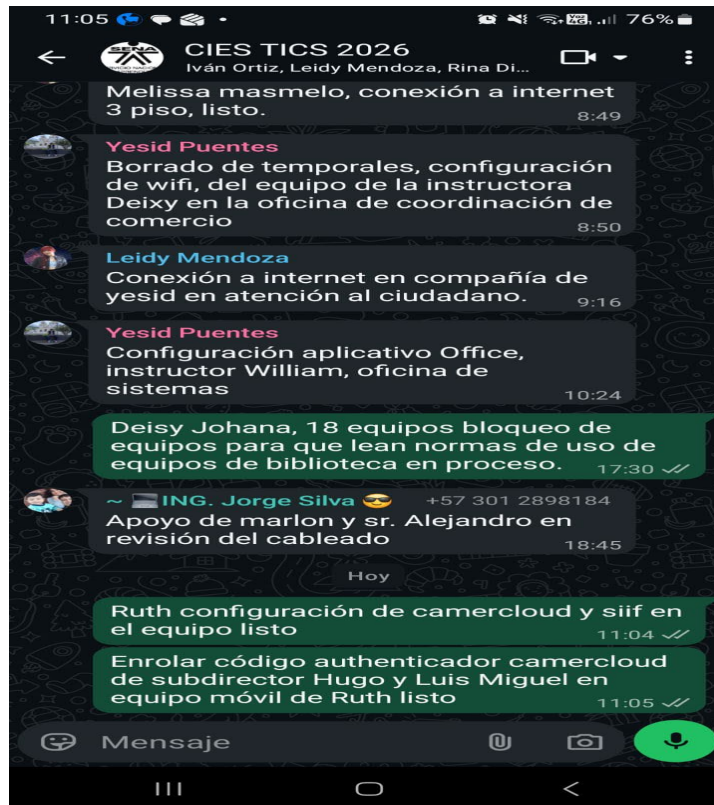 11:05
76%
SENA
CIES TICS 2026
Iván Ortiz, Leidy Mendoza, Rina Di...
Melissa masmelo, conexión a internet
3 piso, listo.
8:49
Yesid Puentes
Borrado de temporales, configuración
de wifi, del equipo de la instructora
Deixy en la oficina de coordinación de
comercio
8:50
Leidy Mendoza
Conexión a internet en compañía de
yesid en atención al ciudadano.
9:16
Yesid Puentes
Configuración aplicativo Office,
instructor William, oficina de
sistemas
10:24
Deisy Johana, 18 equipos bloqueo de
equipos para que lean normas de uso de
equipos de biblioteca en proceso.
17:30
~ 💻ING. Jorge Silva 😎 +57 301 2898184
Apoyo de marlon y sr. Alejandro en
revisión del cableado
18:45
Hoy
Ruth configuración de camercloud y siif en
el equipo listo
11:04
Enrolar código authenticador camercloud
de subdirector Hugo y Luis Miguel en
equipo móvil de Ruth listo
11:05
Mensaje